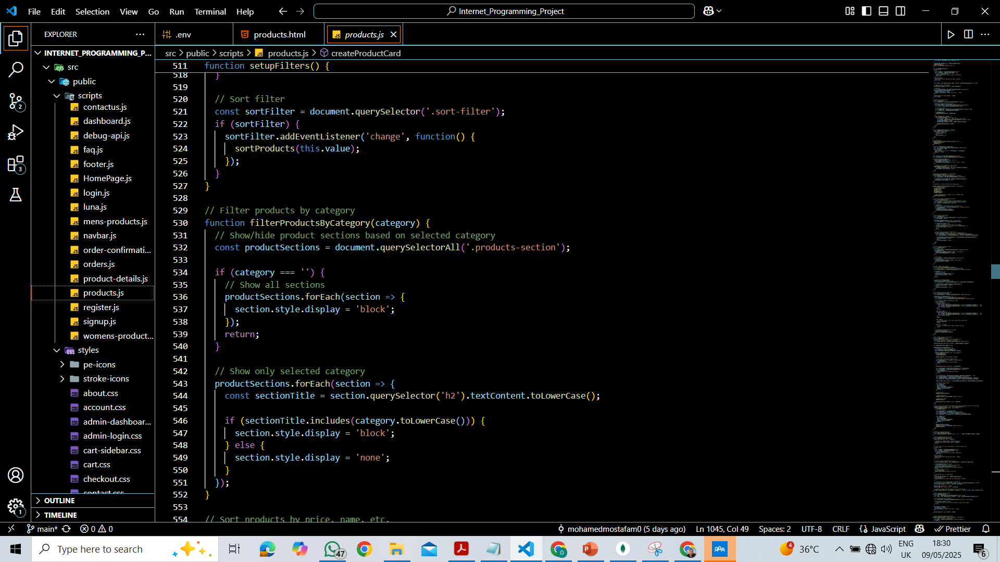 File Edit Selection View Go Run Terminal Help
Internet_Programming_Project
EXPLORER
.env
products.html
products.js
INTERNET_PROGRAMMING_P...
src
public
scripts
contactus.js
dashboard.js
debug-api.js
faq.js
footer.js
HomePage.js
login.js
luna.js
mens-products.js
navbar.js
order-confirmati...
orders.js
product-details.js
products.js
register.js
signup.js
womens-product...
styles
pe-icons
stroke-icons
about.css
account.css
admin-dashboar...
admin-login.css
cart-sidebar.css
cart.css
checkout.css
contact.css
OUTLINE
TIMELINE
2
3
1
src > public > scripts > products.js > createProductCard
511 function setupFilters() {
518 }
519
520 // Sort filter
521 const sortFilter = document.querySelector('.sort-filter');
522 if (sortFilter) {
523 sortFilter.addEventListener('change', function() {
524 sortProducts(this.value);
525 });
526 }
527 }
528
529 // Filter products by category
530 function filterProductsByCategory(category) {
531 // Show/hide product sections based on selected category
532 const productSections = document.querySelectorAll('.products-section');
533
534 if (category === '') {
535 // Show all sections
536 productSections.forEach(section => {
537 section.style.display = 'block';
538 });
539 return;
540 }
541
542 // Show only selected category
543 productSections.forEach(section => {
544 const sectionTitle = section.querySelector('h2').textContent.toLowerCase();
545
546 if (sectionTitle.includes(category.toLowerCase())) {
547 section.style.display = 'block';
548 } else {
549 section.style.display = 'none';
550 }
551 });
552 }
553
554 // Sort products by price, name, etc.
main* 0 0 mohamedmostafam0 (5 days ago) Ln 1045, Col 49 Spaces: 2 UTF-8 CRLF JavaScript Prettier
Type here to search
47
4
36°C
ENG
UK
18:30
09/05/2025
6